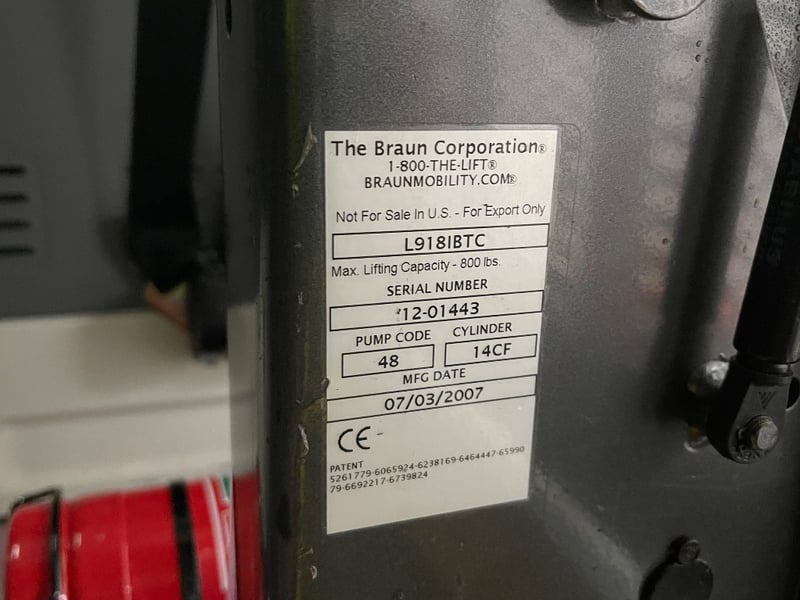 The Braun Corporation®
1-800-THE-LIFT®
BRAUNMOBILITY.COM®
Not For Sale In U.S. - For Export Only
L918IBTC
Max. Lifting Capacity - 800 lbs.
SERIAL NUMBER
12-01443
PUMP CODE CYLINDER
48 14CF
MFG DATE
07/03/2007
CE
PATENT
5261779-6065924-6238169-6464447-65990
79-6692217-6739824